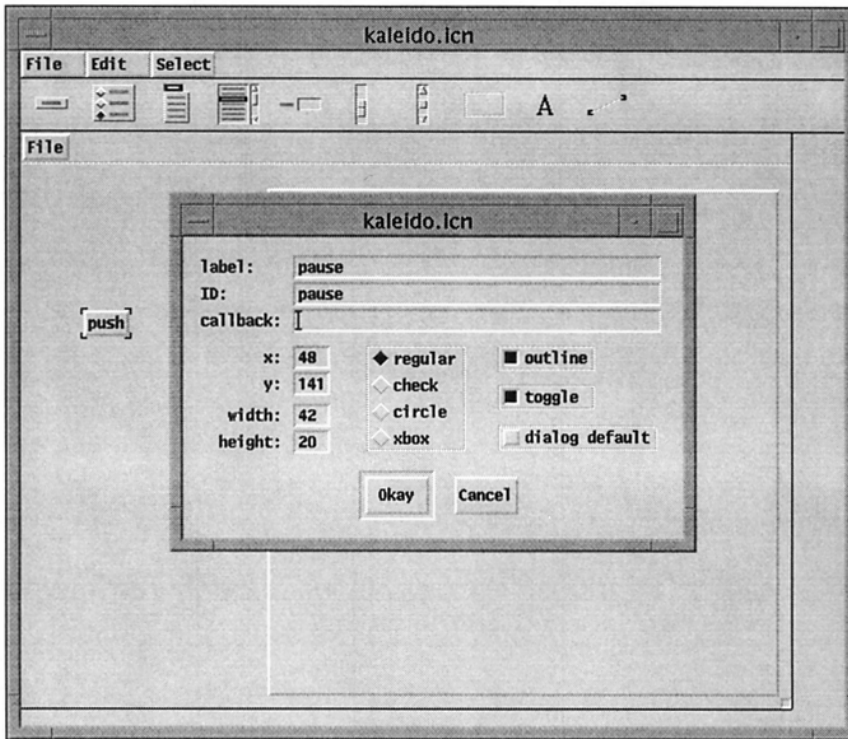 kaleido.icn
File Edit Select
A
File
kaleido.icn
label: pause
ID: pause
callback:
push
x: 48
regular
outline
y: 141
check
toggle
width: 42
circle
height: 20
xbox
dialog default
Okay Cancel